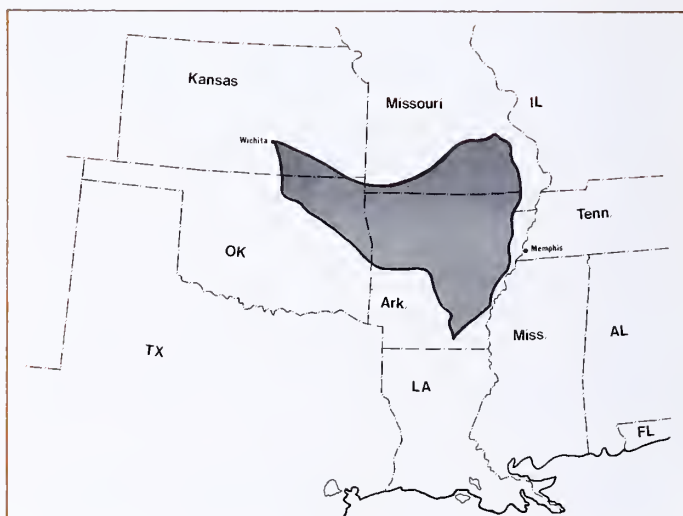 Kansas
Missouri
IL
Wichita
Tenn.
Memphis
OK
Ark.
Miss.
AL
TX
LA
FL